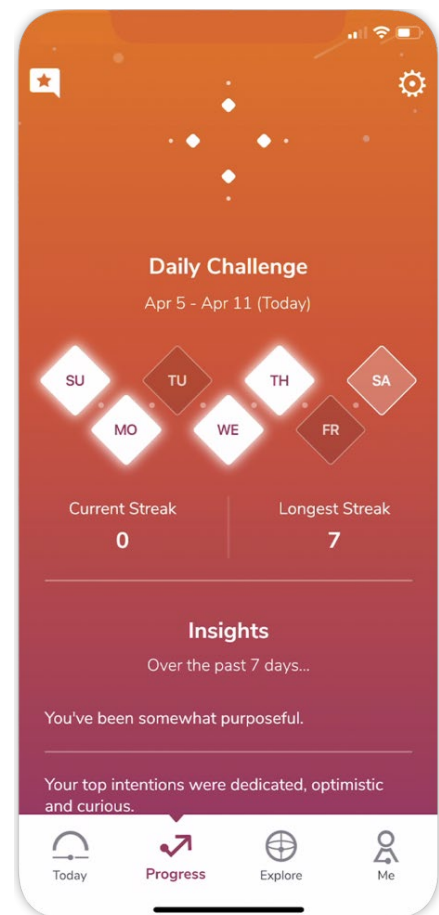 Daily Challenge
Apr 5 - Apr 11 (Today)
SU
TU
TH
SA
MO
WE
FR
Current Streak
Longest Streak
0
7
Insights
Over the past 7 days...
You've been somewhat purposeful.
Your top intentions were dedicated, optimistic
and curious.
Today
Progress
Explore
Me